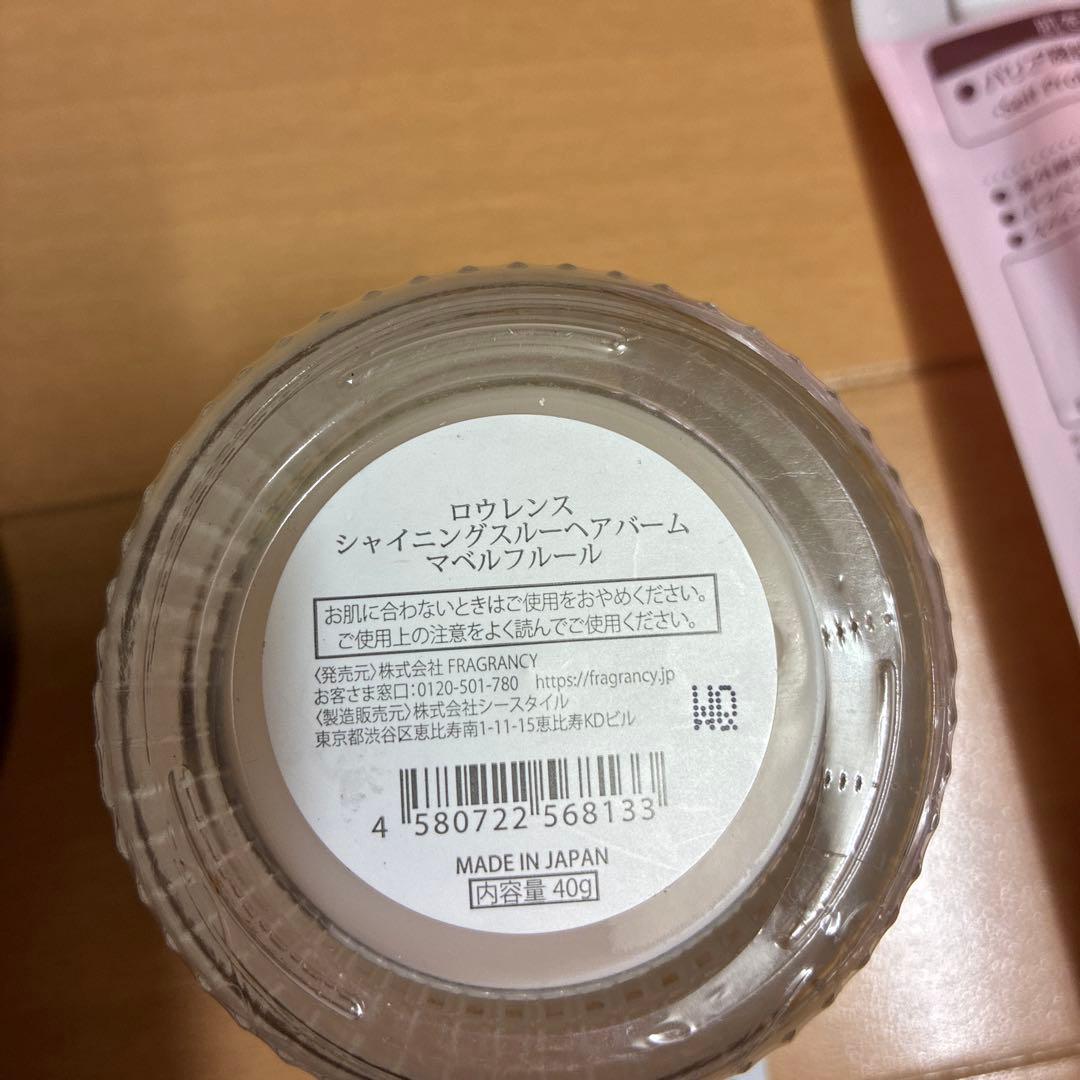 ロウレンス
シャイニングスルーヘアバーム
マベルフルール
お肌に合わないときはご使用をおやめください。
ご使用上の注意をよく読んでご使用ください。
〈発売元〉株式会社 FRAGRANCY
お客さま窓口:0120-501-780 https://fragrancy.jp
〈製造販売元〉株式会社シースタイル
東京都渋谷区恵比寿南1-11-15恵比寿KDビル
4 580722 568133
MADE IN JAPAN
内容量 40g